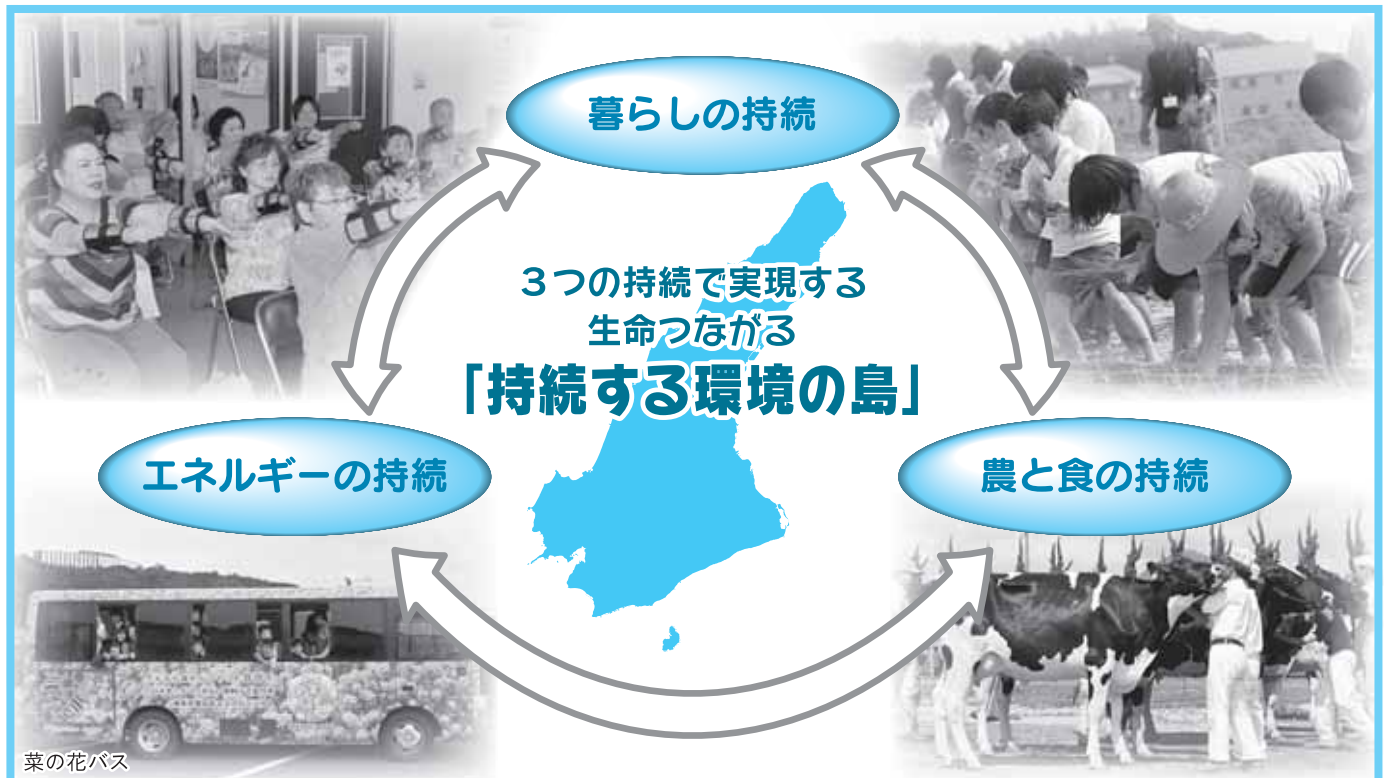 暮らしの持続
３つの持続で実現する
生命つながる
「持続する環境の島」
エネルギーの持続
農と食の持続
菜の花バス